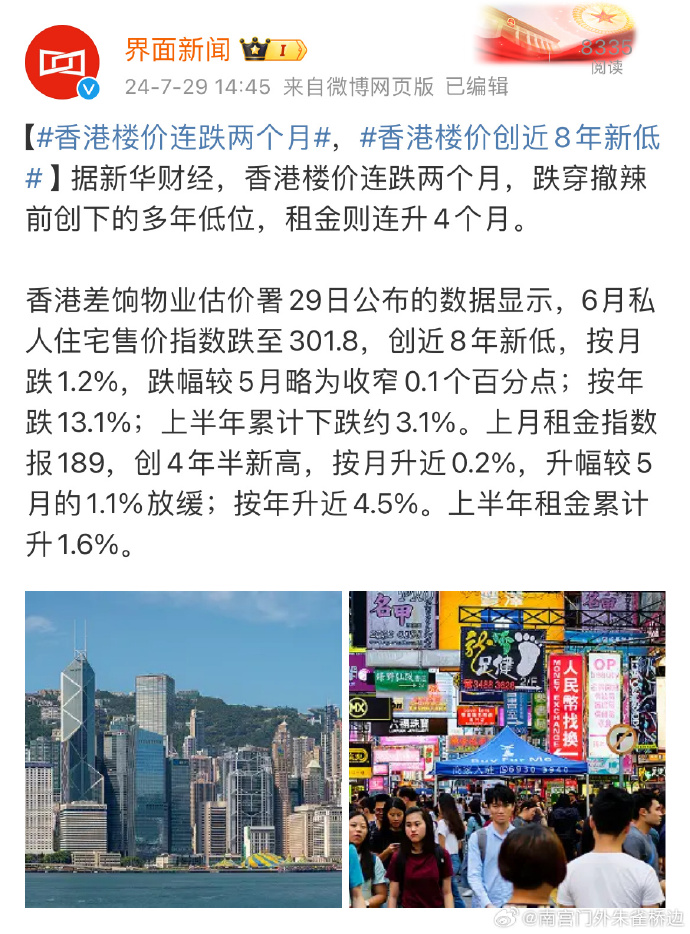 界面新闻
I
8335
阅读
24-7-29 14:45 来自微博网页版 已编辑
【#香港楼价连跌两个月#，#香港楼价创近8年新低
#】据新华财经，香港楼价连跌两个月，跌穿撤辣
前创下的多年低位，租金则连升4个月。
香港差饷物业估价署29日公布的数据显示，6月私
人住宅售价指数跌至301.8，创近8年新低，按月
跌1.2%，跌幅较5月略为收窄0.1个百分点；按年
跌13.1%；上半年累计下跌约3.1%。上月租金指数
报189，创4年半新高，按月升近0.2%，升幅较5
月的1.1%放缓；按年升近4.5%。上半年租金累计
升1.6%。
名甲
足健
2/F
MK
OP
人民幣找換
MONEY EXCHANGE
Buy For Me
@南宫门外朱雀桥边